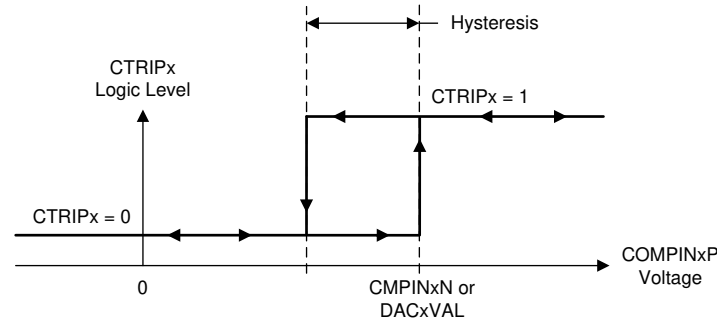 Hysteresis
CTRIPx
Logic Level
CTRIPx = 1
CTRIPx = 0
COMPINxP
Voltage
0
CMPINxN or
DACxVAL